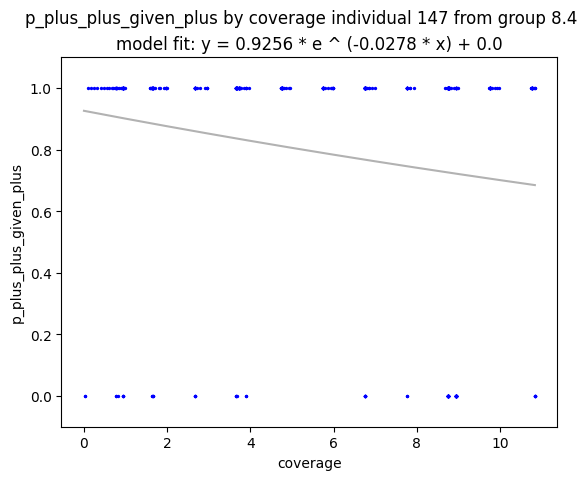 p_plus_plus_given_plus by coverage individual 147 from group 8.4
model fit: y = 0.9256 * e ^ (-0.0278 * x) + 0.0
1.0
0.8
0.6
0.4
0.2
0.0
p_plus_plus_given_plus
0 2 4 6 8 10
coverage